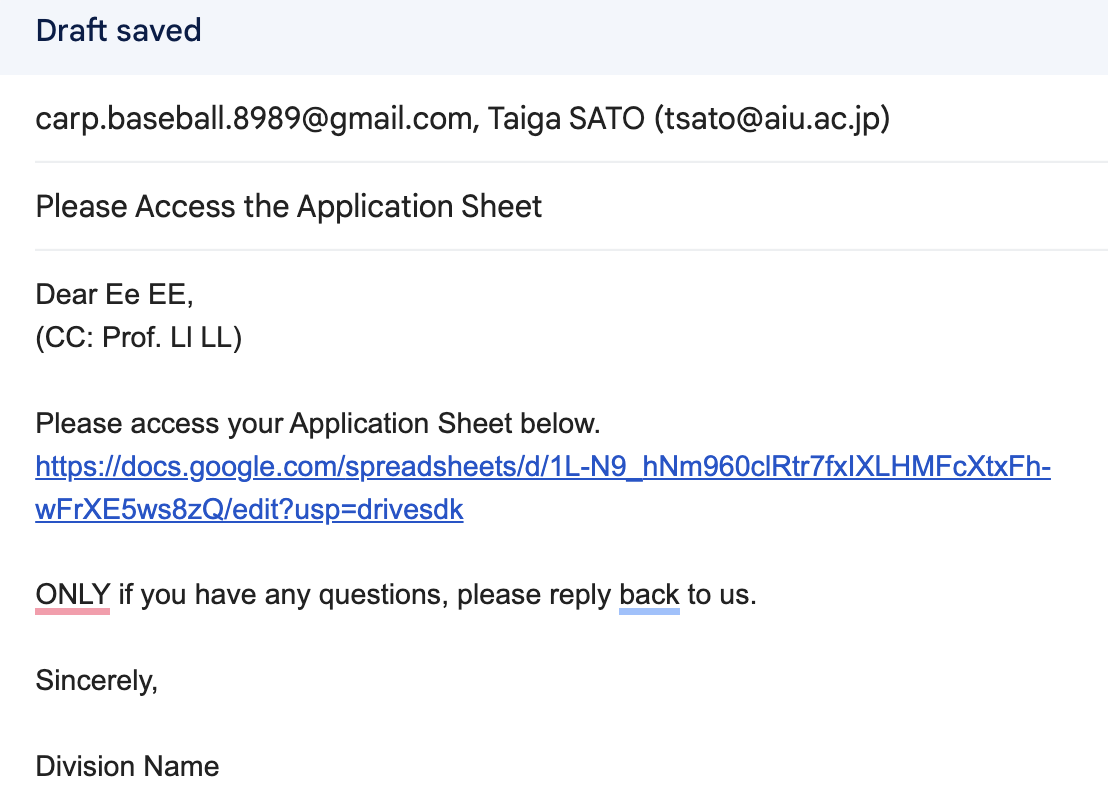 Draft saved
carp.baseball.8989@gmail.com, Taiga SATO (tsato@aiu.ac.jp)
Please Access the Application Sheet
Dear Ee EE,
(CC: Prof. Ll LL)
Please access your Application Sheet below.
https://docs.google.com/spreadsheets/d/1L-N9_hNm960clRtr7fxIXLHMFcXtxFh-
wFrXE5ws8zQ/edit?usp=drivesdk
ONLY if you have any questions, please reply back to us.
Sincerely,
Division Name